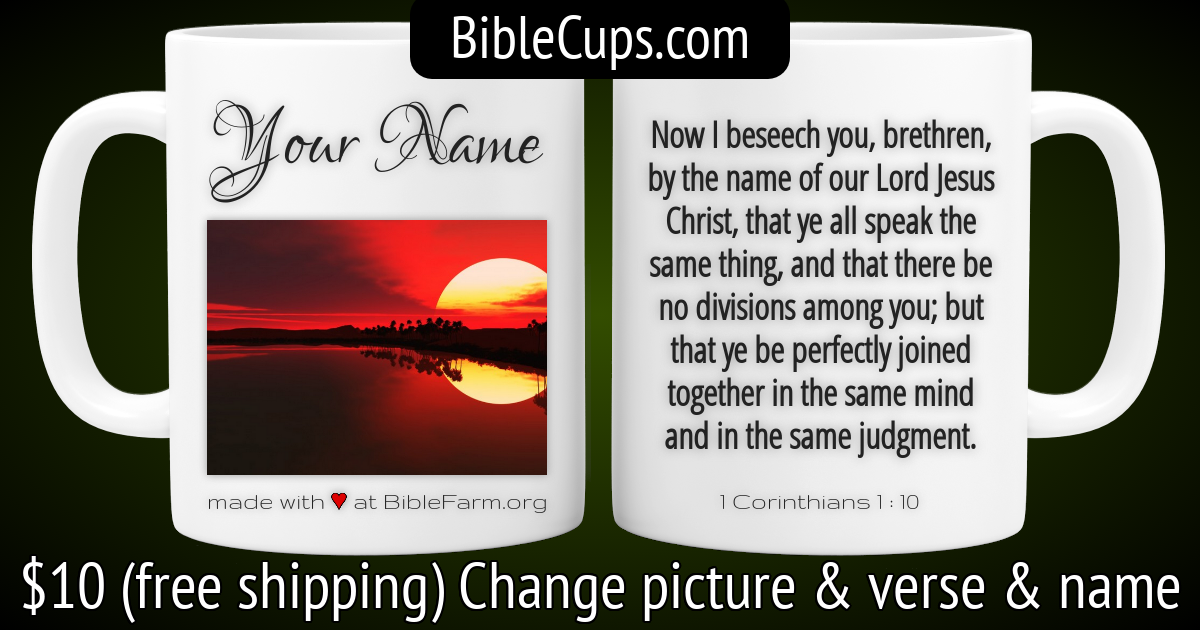 BibleCups.com
Your Name
made with ♥ at BibleFarm.org
Now I beseech you, brethren,
by the name of our Lord Jesus
Christ, that ye all speak the
same thing, and that there be
no divisions among you; but
that ye be perfectly joined
together in the same mind
and in the same judgment.
1 Corinthians 1 : 10
$10 (free shipping) Change picture & verse & name